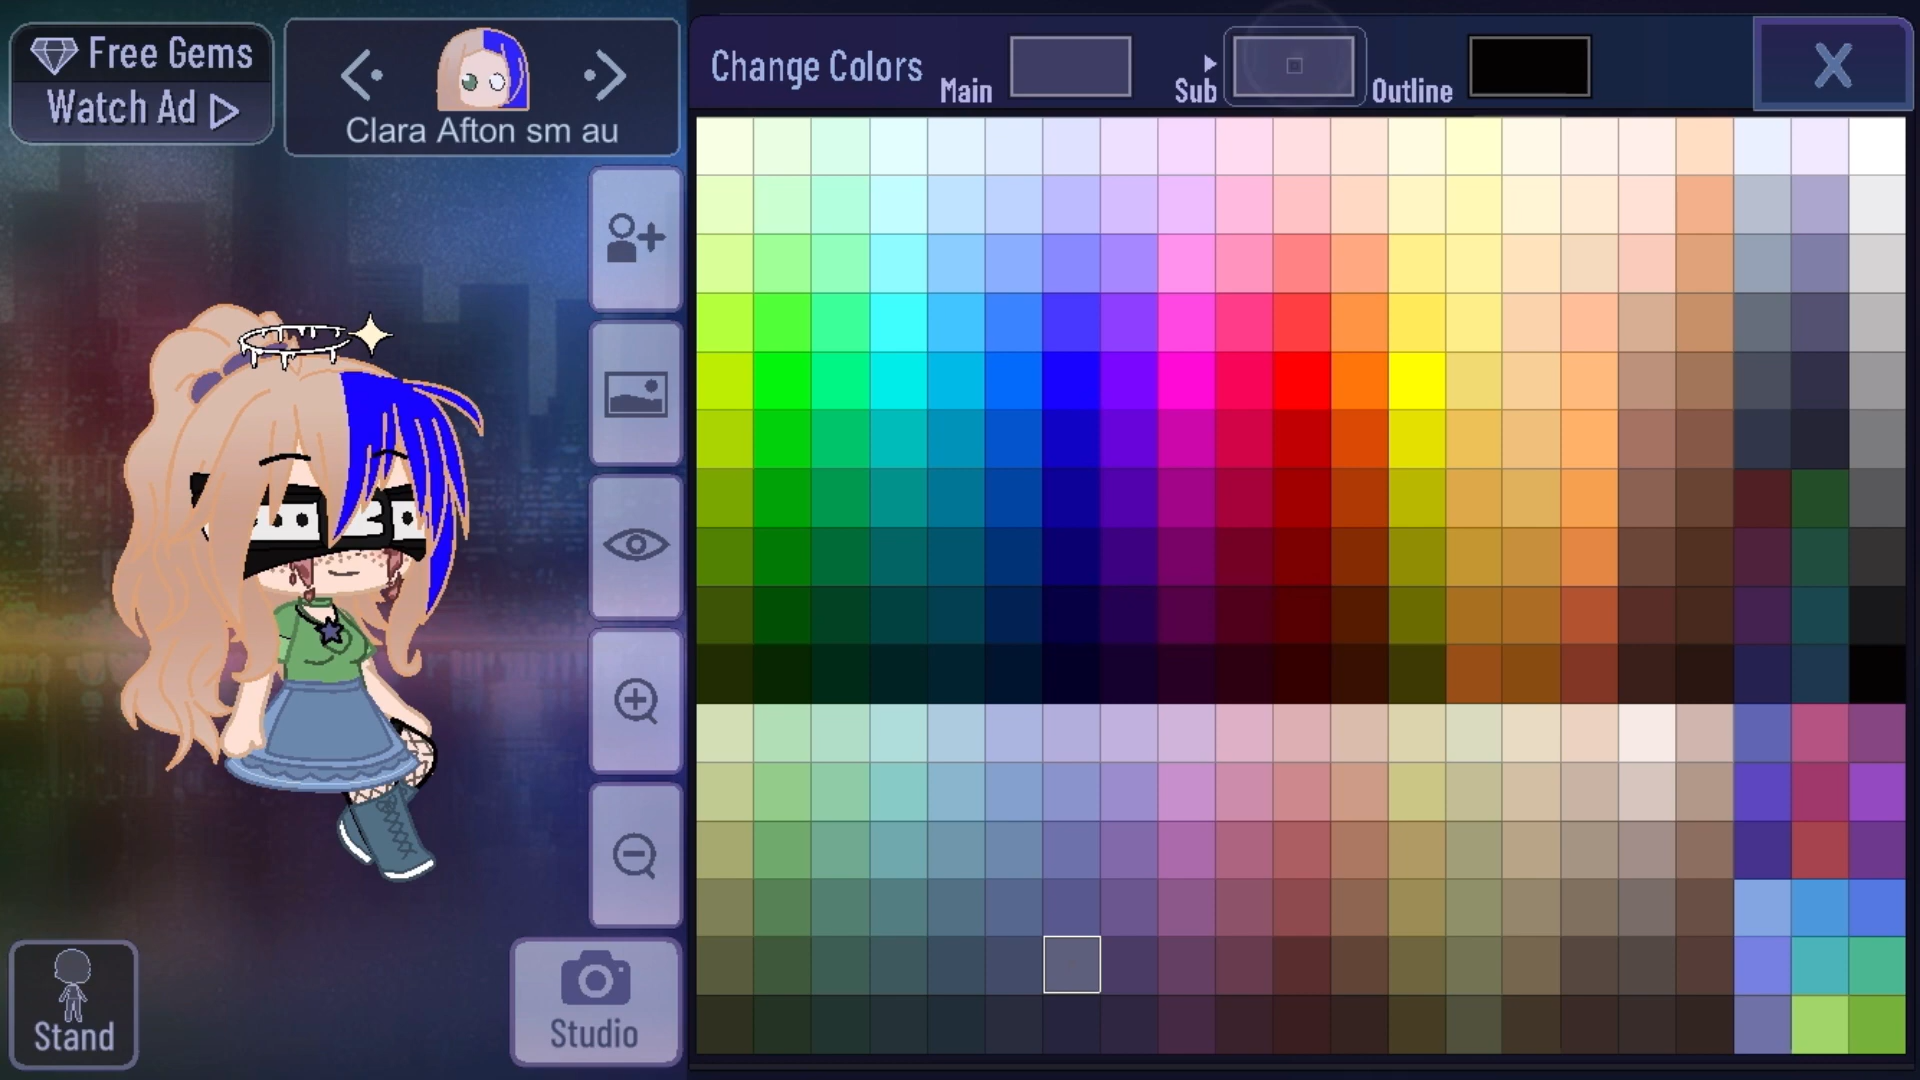 Free Gems
Watch Ad
Clara Afton sm au
Change Colors
Main
Sub
Outline
X
Stand
Studio